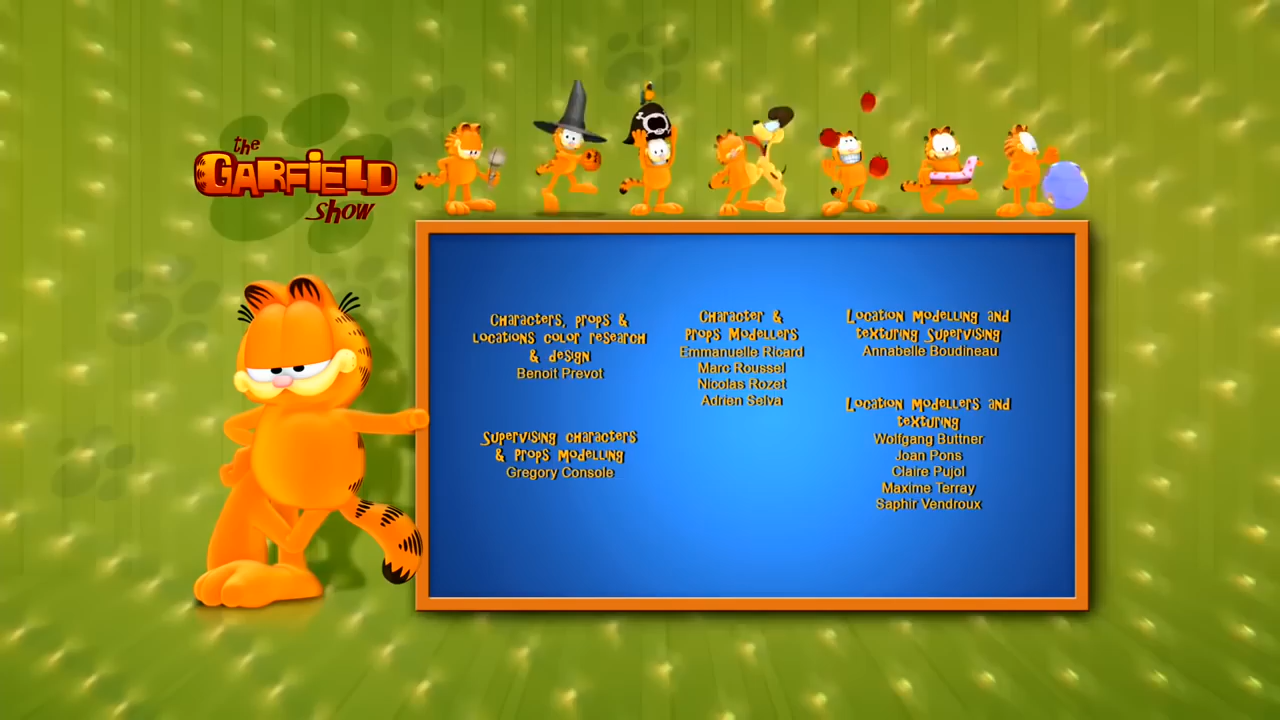 the
GARFIELD
show
Characters, props &
Locations color research
& design
Benoit Prevot
Supervising characters
& props modelling
Gregory Console
Character &
props Modellers
Emmanuelle Ricard
Marc Roussel
Nicolas Rozet
Adrien Selva
Location Modelling and
texturing Supervising
Annabelle Boudineau
Location Modellers and
texturing
Wolfgang Buttner
Joan Pons
Claire Pujol
Maxime Terray
Saphir Vendroux